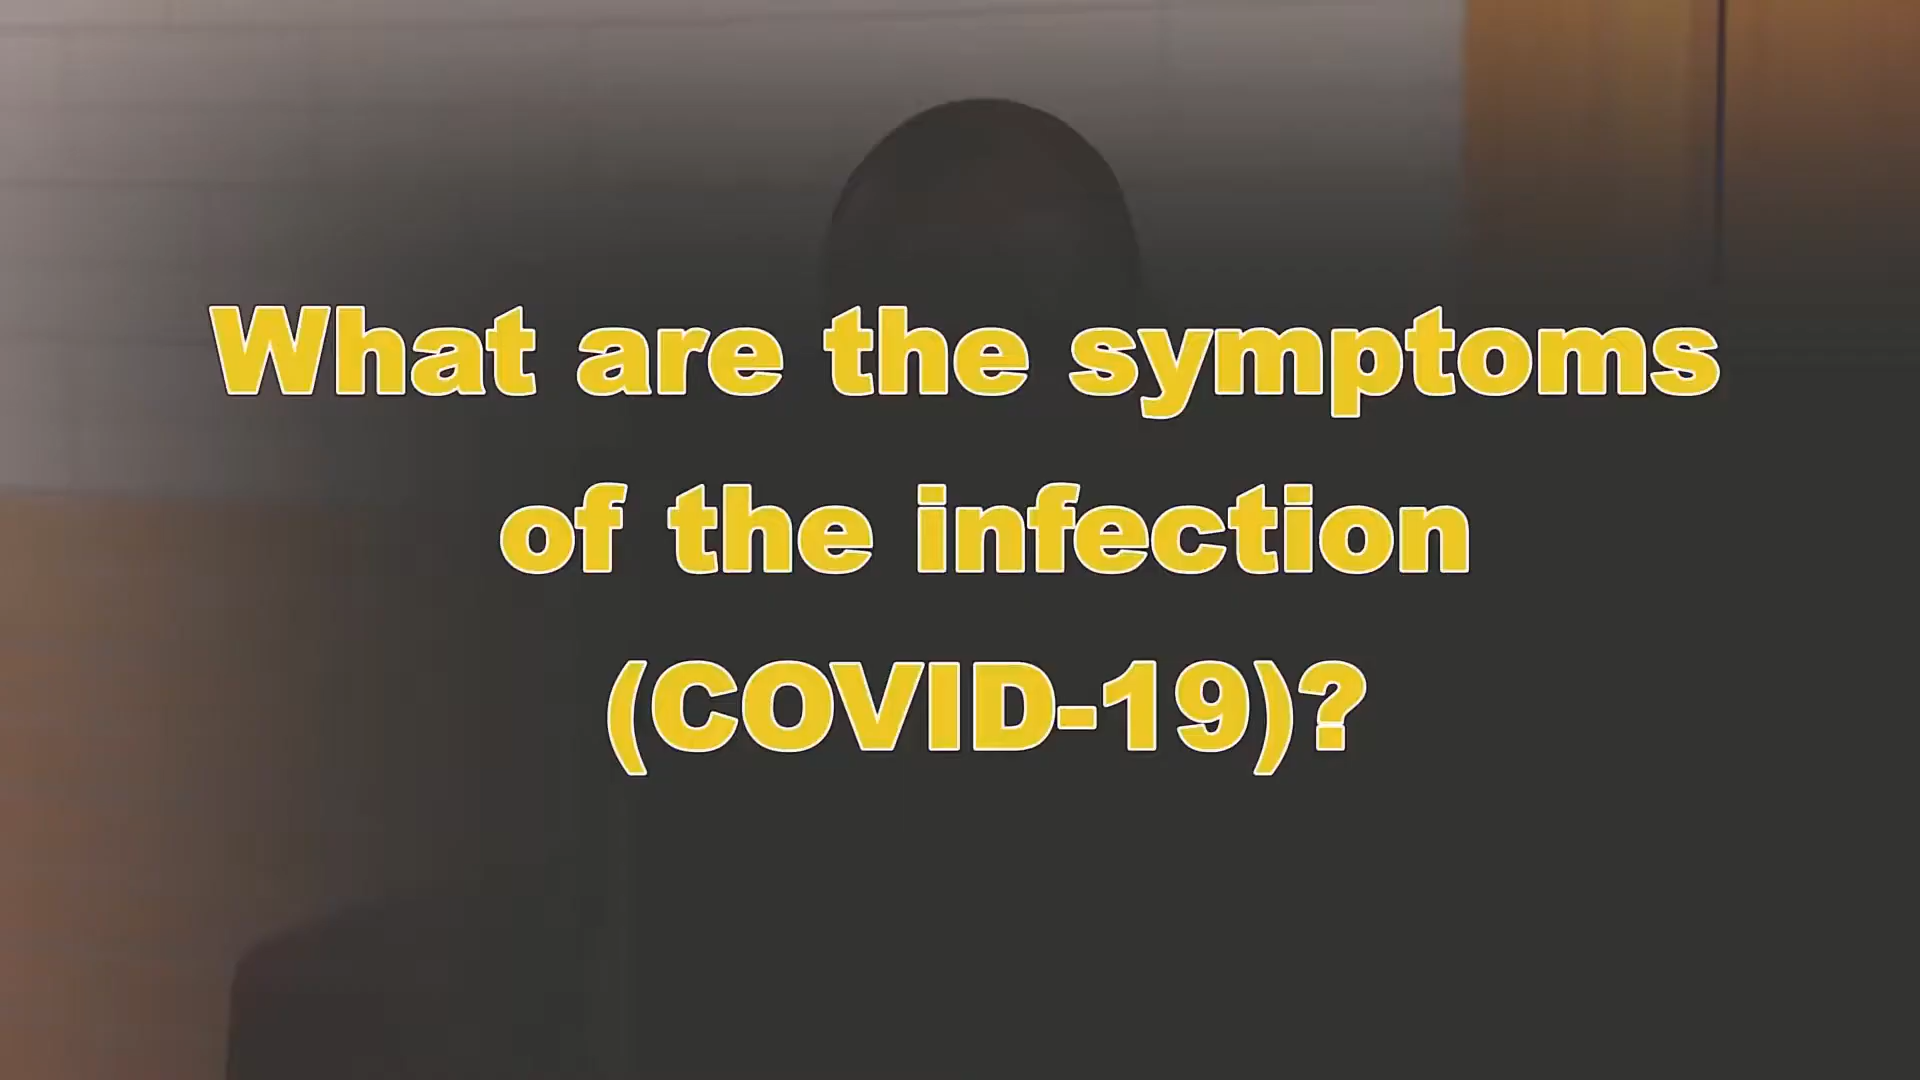 What are the symptoms
of the infection
(COVID-19)?